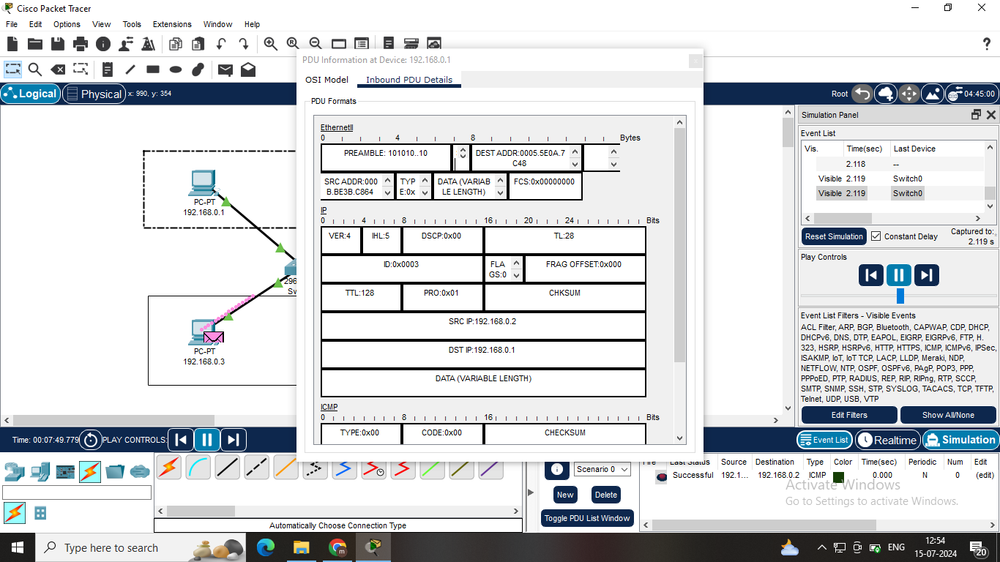 Cisco Packet Tracer
File Edit Options View Tools Extensions Window Help
PDU Information at Device: 192.168.0.1
OSI Model Inbound PDU Details
PDU Formats
EthernetII
0 4 8 Bytes
PREAMBLE: 101010..10
DEST ADDR:0005.5E0A.7
C48
SRC ADDR:000
B.BE3B.C864
TYP
E:0x
DATA (VARIAB
LE LENGTH)
FCS:0x00000000
IP
0 4 8 16 20 24 Bits
VER:4 IHL:5 DSCP:0x00 TL:28
ID:0x0003
FLA
GS:0
FRAG OFFSET:0x000
TTL:128 PRO:0x01 CHKSUM
SRC IP:192.168.0.2
DST IP:192.168.0.1
DATA (VARIABLE LENGTH)
ICMP
0 8 16 Bits
TYPE:0x00 CODE:0x00 CHECKSUM
Logical Physical x: 990, y: 354
Root 04:45:00
PC-PT
192.168.0.1
296
Sw
PC-PT
192.168.0.3
Simulation Panel
Event List
Vis. Time(sec) Last Device
2.118 --
Visible 2.119 Switch0
Visible 2.119 Switch0
Reset Simulation Constant Delay
Captured to:
2.119 s
Play Controls
Event List Filters - Visible Events
ACL Filter, ARP, BGP, Bluetooth, CAPWAP, CDP, DHCP,
DHCPv6, DNS, DTP, EAPOL, EIGRP, EIGRPv6, FTP, H.
323, HSRP, HSRPv6, HTTP, HTTPS, ICMP, ICMPv6, IPSec,
ISAKMP, IoT, IoT TCP, LACP, LLDP, Meraki, NDP,
NETFLOW, NTP, OSPF, OSPFv6, PAgP, POP3, PPP,
PPPoED, PTP, RADIUS, REP, RIP, RIPng, RTP, SCCP,
SMTP, SNMP, SSH, STP, SYSLOG, TACACS, TCP, TFTP,
Telnet, UDP, USB, VTP
Edit Filters Show All/None
Time: 00:07:49.779 PLAY CONTROLS:
Event List Realtime Simulation
Scenario 0
New Delete
Toggle PDU List Window
Fire Last Status Source Destination Type Color Time(sec) Periodic Num Edit
Successful 192.1... 192.168.0.2 ICMP 0.000 N 0 (edit)
Activate Windows
Go to Settings to activate Windows.
Automatically Choose Connection Type
Type here to search
ENG
12:54
15-07-2024
20